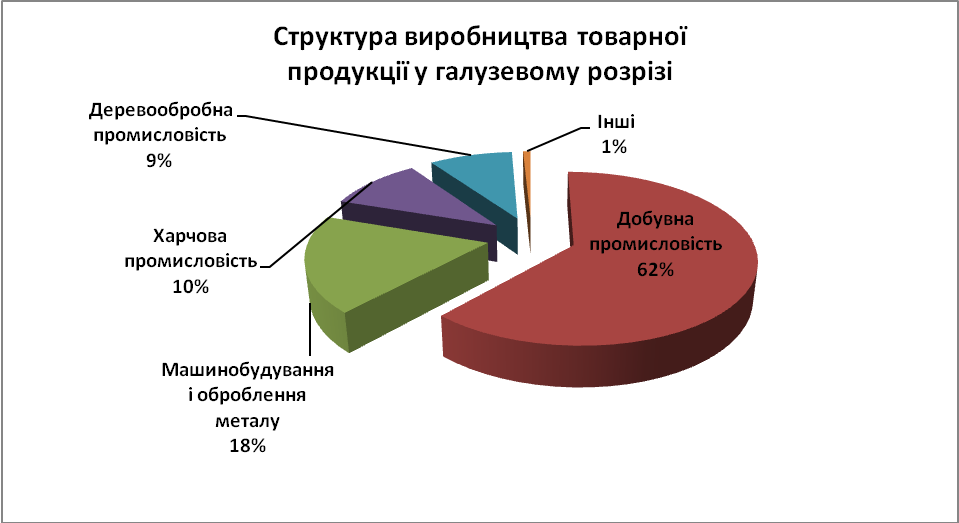 Структура виробництва товарної
продукції у галузевому розрізі
Деревообробна
промисловість
9%
Інші
1%
Добувна
промисловість
62%
Харчова
промисловість
10%
Машинобудування
і оброблення
металу
18%